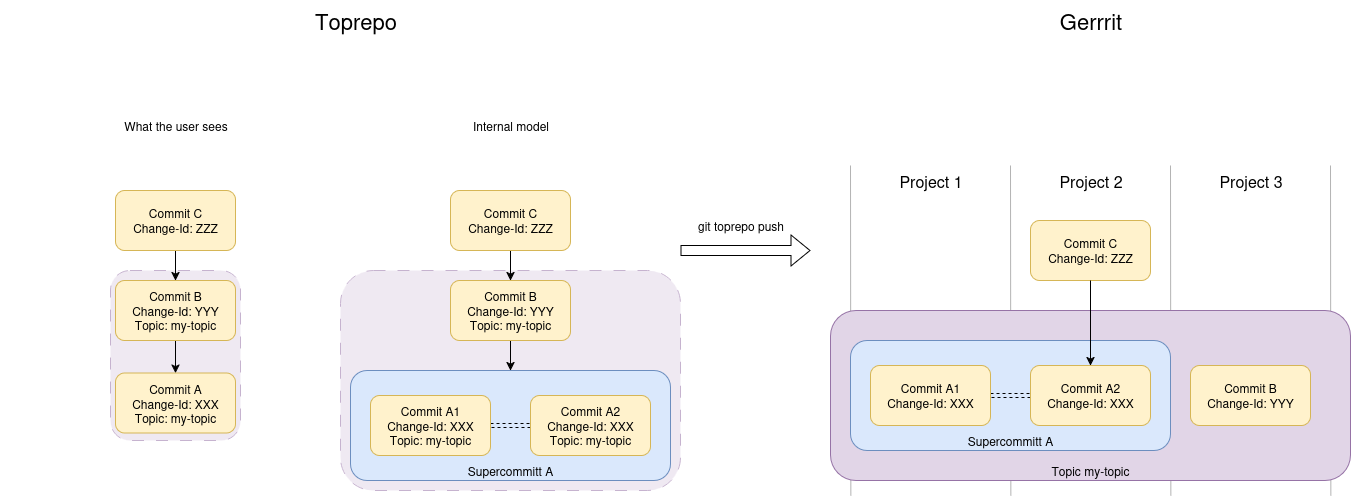 Toprepo
Gerrrit
What the user sees
Internal model
Commit C
Change-Id: ZZZ
Commit B
Change-Id: YYY
Topic: my-topic
Commit A
Change-Id: XXX
Topic: my-topic
Commit C
Change-Id: ZZZ
Commit B
Change-Id: YYY
Topic: my-topic
Commit A1
Change-Id: XXX
Topic: my-topic
Commit A2
Change-Id: XXX
Topic: my-topic
Supercommitt A
git toprepo push
Project 1
Project 2
Project 3
Commit C
Change-Id: ZZZ
Commit A1
Change-Id: XXX
Commit A2
Change-Id: XXX
Commit B
Change-Id: YYY
Supercommitt A
Topic my-topic